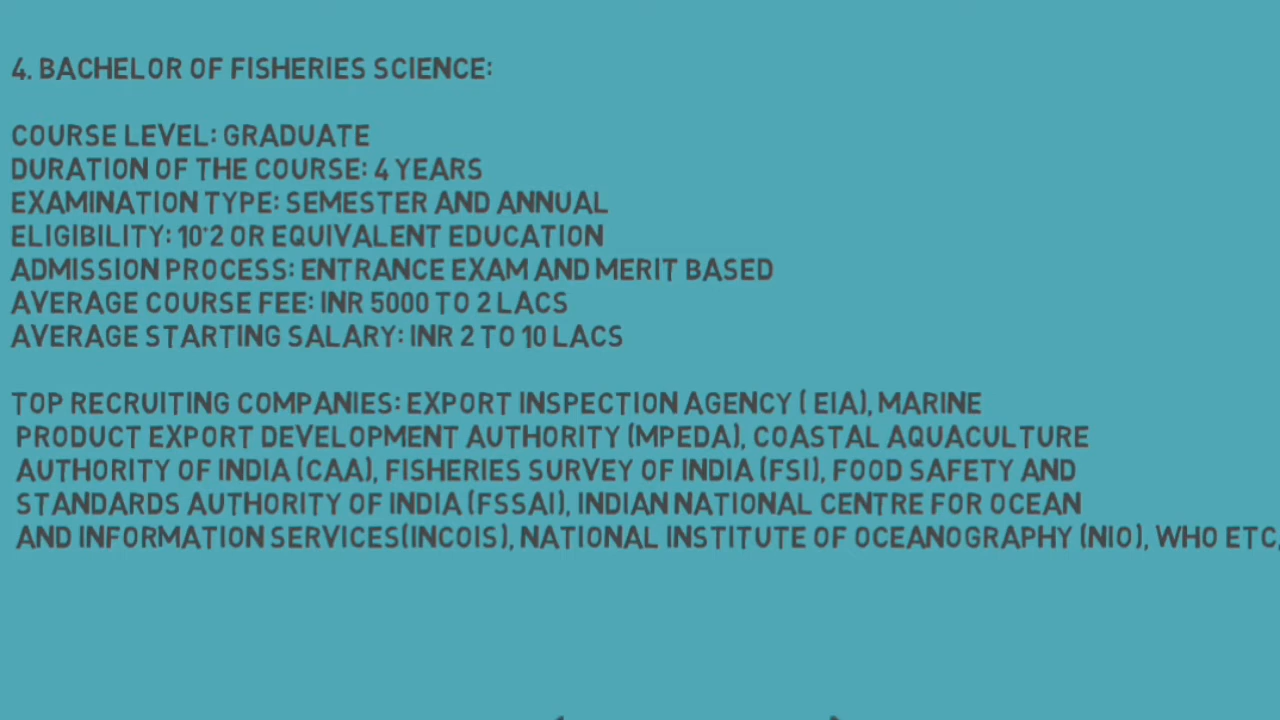 4. BACHELOR OF FISHERIES SCIENCE:
COURSE LEVEL: GRADUATE
DURATION OF THE COURSE: 4 YEARS
EXAMINATION TYPE: SEMESTER AND ANNUAL
ELIGIBILITY: 10+2 OR EQUIVALENT EDUCATION
ADMISSION PROCESS: ENTRANCE EXAM AND MERIT BASED
AVERAGE COURSE FEE: INR 5000 TO 2 LACS
AVERAGE STARTING SALARY: INR 2 TO 10 LACS
TOP RECRUITING COMPANIES: EXPORT INSPECTION AGENCY ( EIA), MARINE
PRODUCT EXPORT DEVELOPMENT AUTHORITY (MPEDA), COASTAL AQUACULTURE
AUTHORITY OF INDIA (CAA), FISHERIES SURVEY OF INDIA (FSI), FOOD SAFETY AND
STANDARDS AUTHORITY OF INDIA (FSSAI), INDIAN NATIONAL CENTRE FOR OCEAN
AND INFORMATION SERVICES(INCOIS), NATIONAL INSTITUTE OF OCEANOGRAPHY (NIO), WHO ETC.